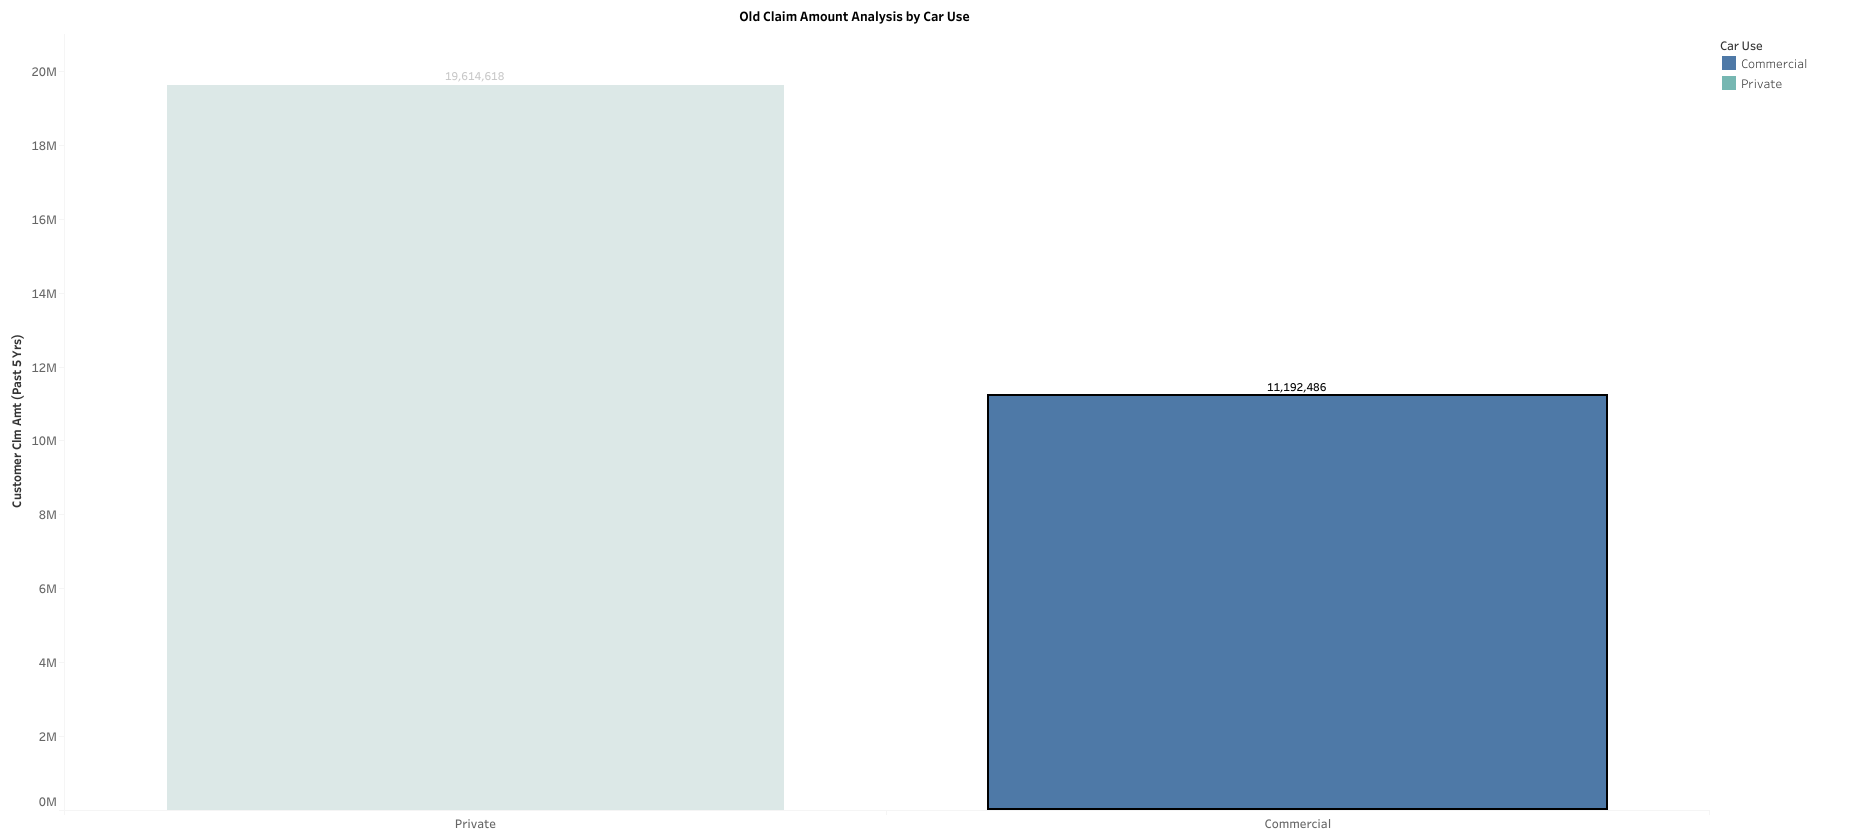 Old Claim Amount Analysis by Car Use
Car Use
Commercial
Private
Customer Clm Amt (Past 5 Yrs)
20M
18M
16M
14M
12M
10M
8M
6M
4M
2M
0M
19,614,618
11,192,486
Private
Commercial